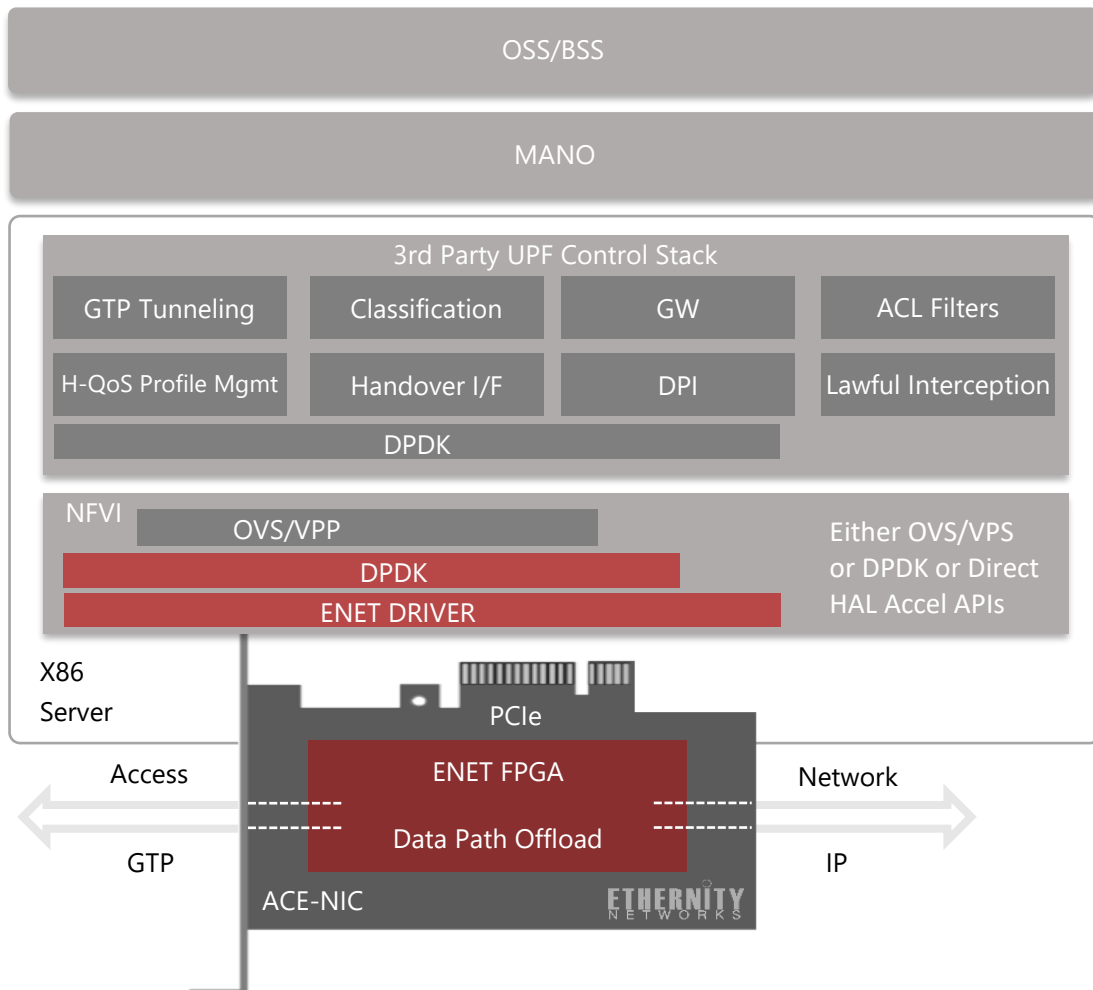 OSS/BSS
MANO
3rd Party UPF Control Stack
GTP Tunneling
Classification
GW
ACL Filters
H-QoS Profile Mgmt
Handover I/F
DPI
Lawful Interception
DPDK
NFVI
OVS/VPP
DPDK
ENET DRIVER
Either OVS/VPS
or DPDK or Direct
HAL Accel APIs
X86
Server
PCIe
ENET FPGA
Data Path Offload
Access
GTP
Network
IP
ACE-NIC
ETHERNITY
NETWORKS